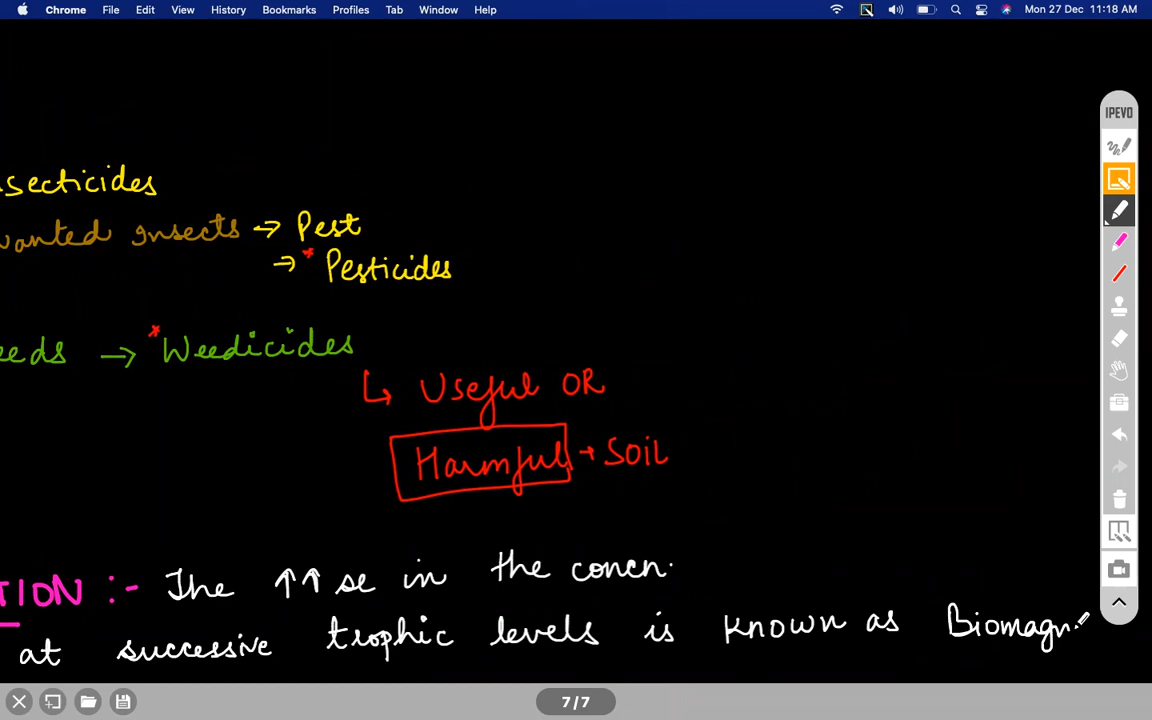 Chrome File Edit View History Bookmarks Profiles Tab Window Help Mon 27 Dec 11:18 AM
IPEVO
secticides
wanted insects → Pest
→ * Pesticides
eeds → * Weedicides
↳ Useful OR
Harmful → Soil
TION :- The ↑↑ se in the concn.
at successive trophic levels is known as Biomagn
7/7